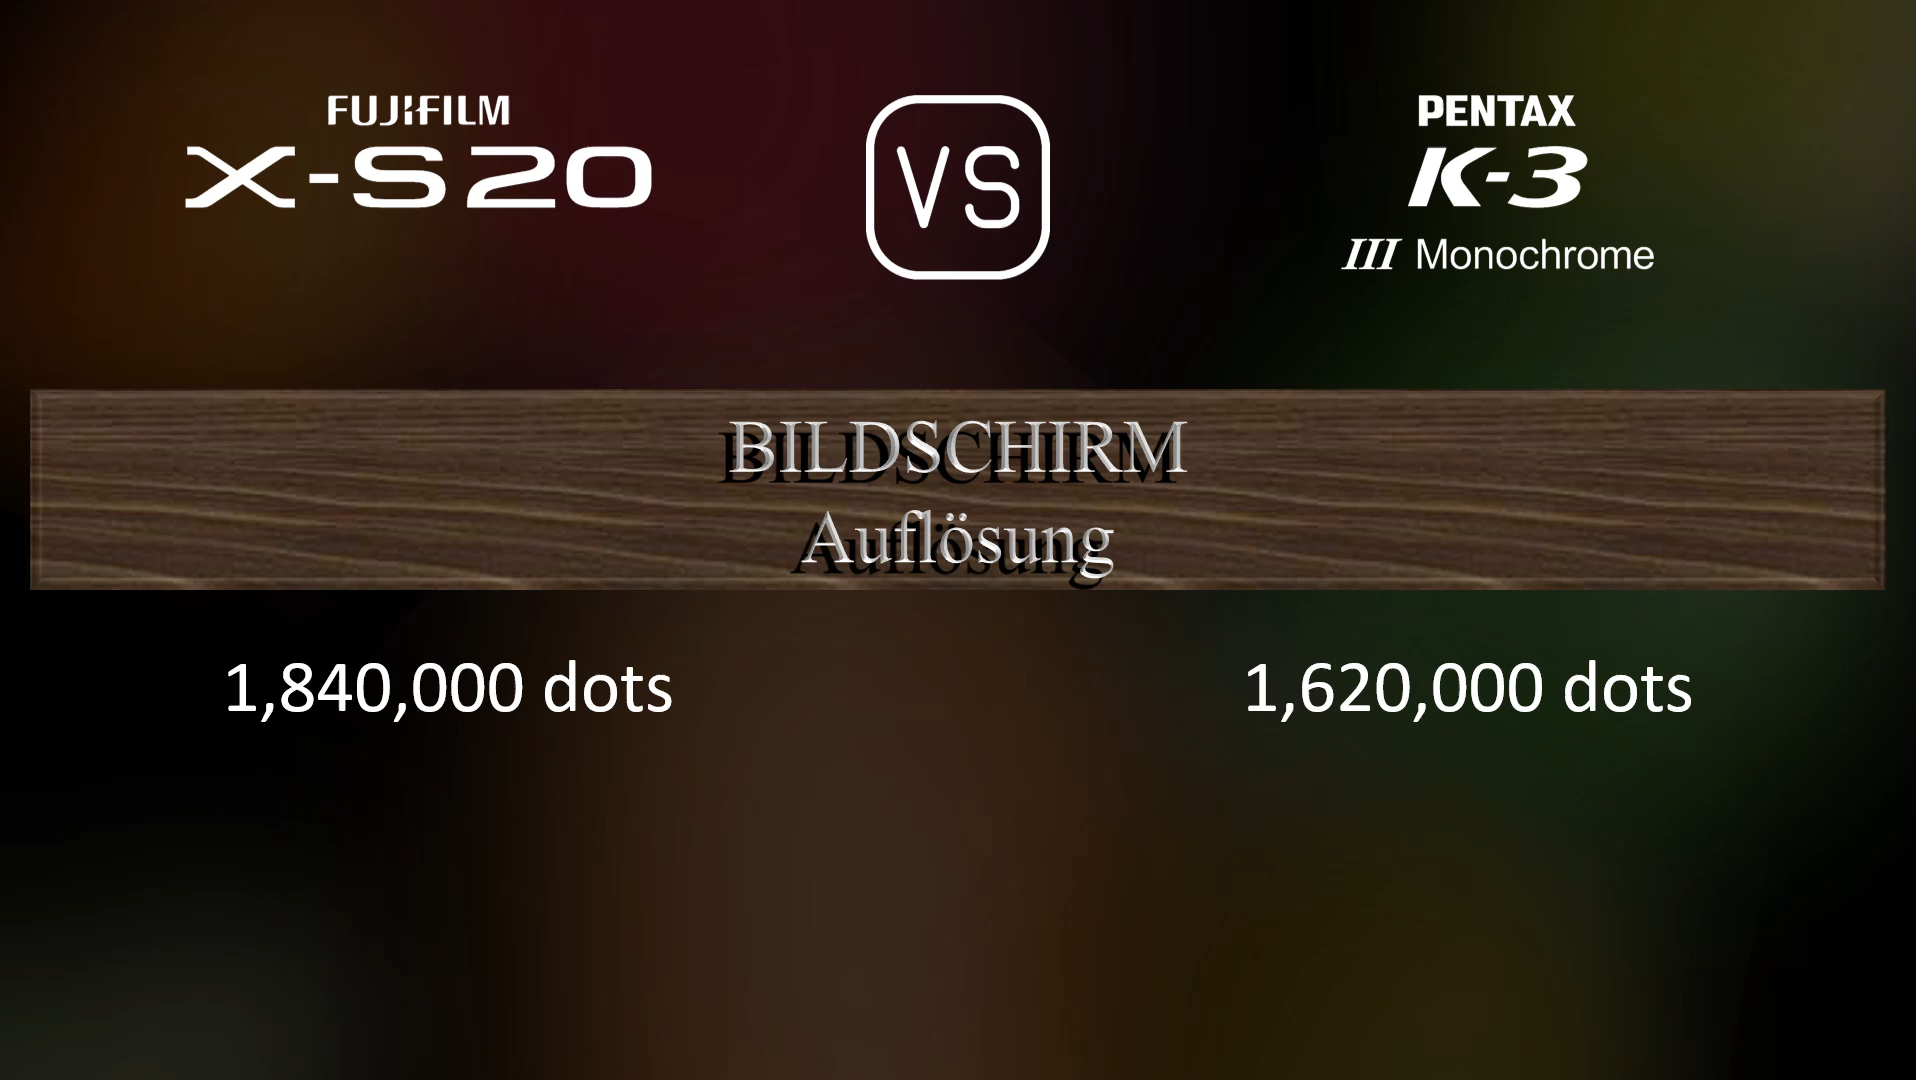 FUJIFILM
X-S20
VS
PENTAX
K-3
III Monochrome
BILDSCHIRM
Auflösung
1,840,000 dots
1,620,000 dots